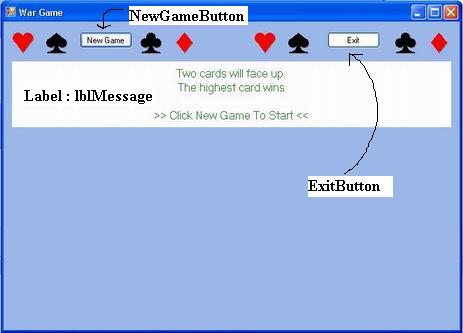 War Game
NewGameButton
New Game
Exit
Two cards will face up.
The highest card wins
Label : lblMessage
>> Click New Game To Start <<
ExitButton